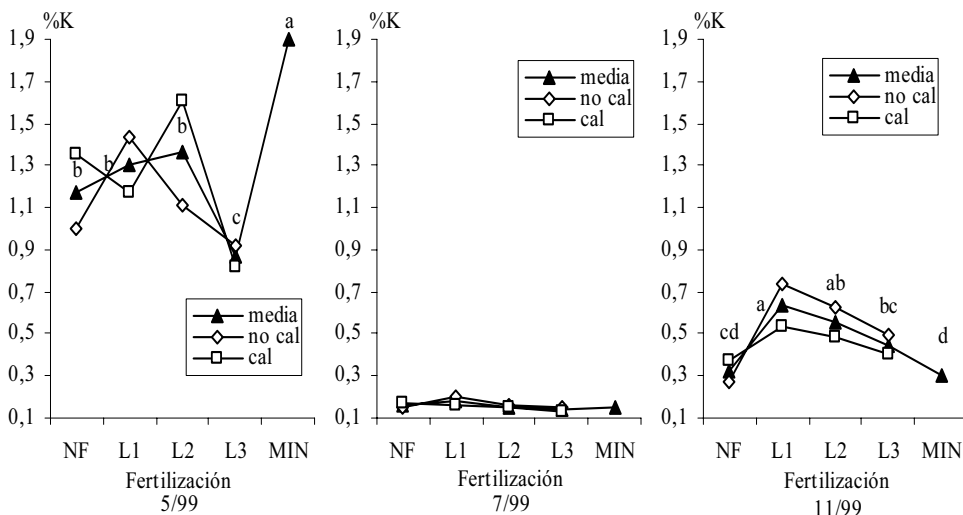 %K
1,9
1,7
1,5
1,3
1,1
0,9
0,7
0,5
0,3
0,1
a
b
b
b
c
media
no cal
cal
NF L1 L2 L3 MIN
Fertilización
5/99
%K
1,9
1,7
1,5
1,3
1,1
0,9
0,7
0,5
0,3
0,1
media
no cal
cal
NF L1 L2 L3 MIN
Fertilización
7/99
%K
1,9
1,7
1,5
1,3
1,1
0,9
0,7
0,5
0,3
0,1
media
no cal
cal
cd
a
ab
bc
d
NF L1 L2 L3 MIN
Fertilización
11/99